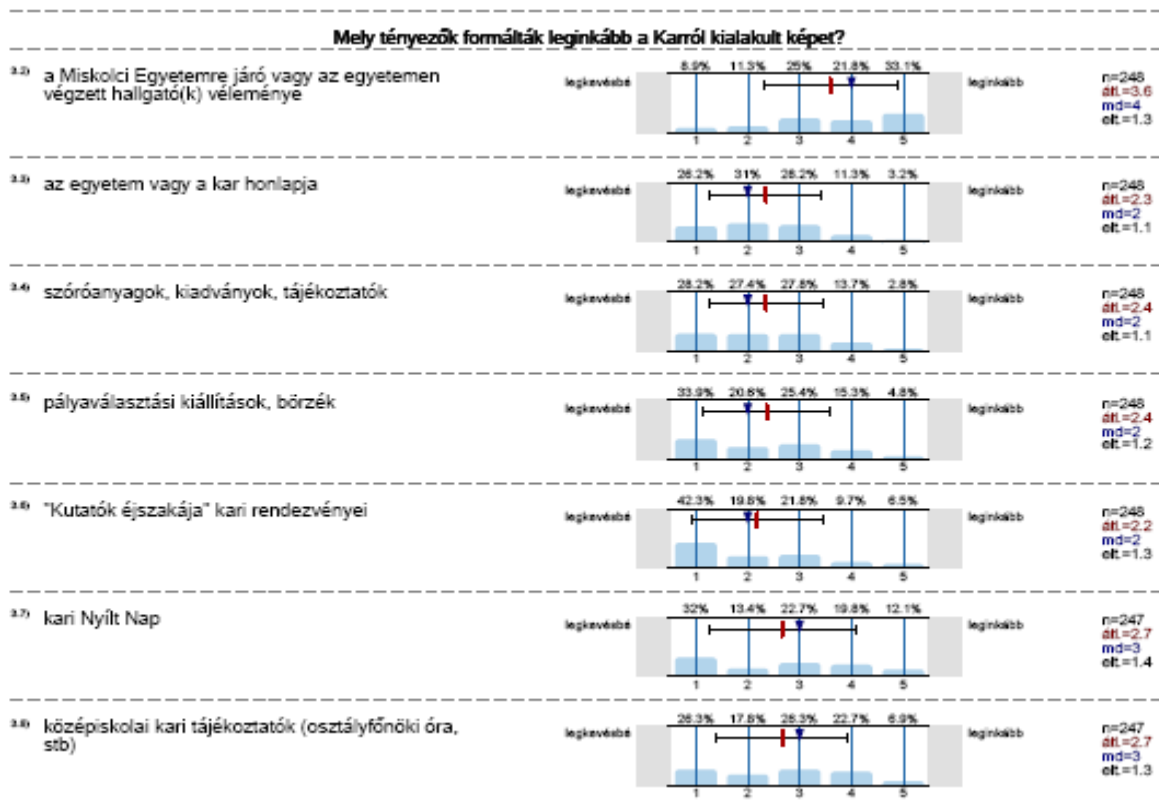 Mely tényezők formálták leginkább a Karról kialakult képet?
3.2) a Miskolci Egyetemre járó vagy az egyetemen
végzett hallgató(k) véleménye
legkevésbé
8.9% 11.3% 25% 21.8% 33.1%
1 2 3 4 5
leginkább
n=248
átl.=3.6
md=4
elt.=1.3
3.3) az egyetem vagy a kar honlapja
legkevésbé
26.2% 31% 28.2% 11.3% 3.2%
1 2 3 4 5
leginkább
n=248
átl.=2.3
md=2
elt.=1.1
3.4) szóróanyagok, kiadványok, tájékoztatók
legkevésbé
28.2% 27.4% 27.8% 13.7% 2.8%
1 2 3 4 5
leginkább
n=248
átl.=2.4
md=2
elt.=1.1
3.5) pályaválasztási kiállítások, börzék
legkevésbé
33.9% 20.6% 25.4% 15.3% 4.8%
1 2 3 4 5
leginkább
n=248
átl.=2.4
md=2
elt.=1.2
3.6) "Kutatók éjszakája" kari rendezvényei
legkevésbé
42.3% 19.8% 21.8% 9.7% 6.5%
1 2 3 4 5
leginkább
n=248
átl.=2.2
md=2
elt.=1.3
3.7) kari Nyílt Nap
legkevésbé
32% 13.4% 22.7% 19.8% 12.1%
1 2 3 4 5
leginkább
n=247
átl.=2.7
md=3
elt.=1.4
3.8) középiskolai kari tájékoztatók (osztályfőnöki óra,
stb)
legkevésbé
26.3% 17.8% 26.3% 22.7% 6.9%
1 2 3 4 5
leginkább
n=247
átl.=2.7
md=3
elt.=1.3